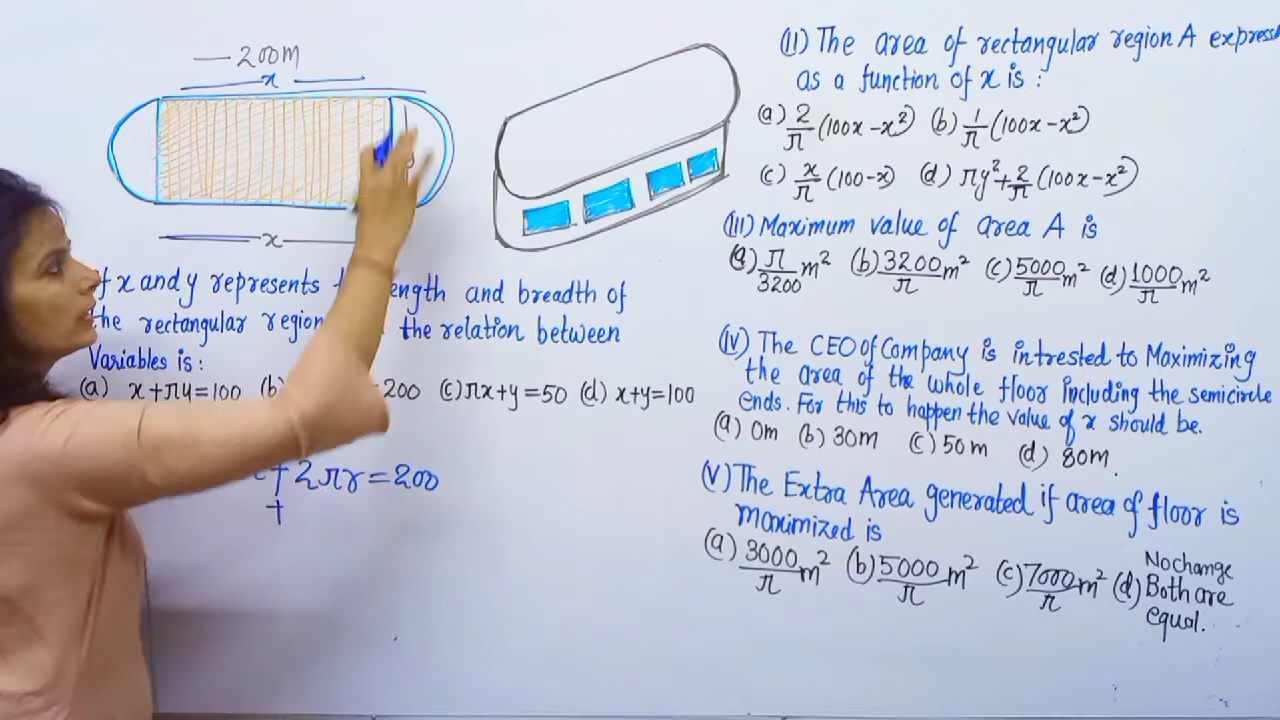 200m
x
y
x
If x and y represents length and breadth of
the rectangular region the relation between
Variables is:
(a) x+πy=100 (b) =200 (c) πx+y=50 (d) x+y=100
+2πr=200
+
(II) The area of rectangular region A express
as a function of x is:
(a) 2/π (100x-x²) (b) 1/π (100x-x²)
(c) x/π (100-x) (d) πy²+2/π (100x-x²)
(III) Maximum value of area A is
(a) π/3200 m² (b) 3200/π m² (c) 5000/π m² (d) 1000/π m²
(IV) The CEO of Company is intrested to Maximizing
the area of the whole floor including the semicircle
ends. For this to happen the value of x should be.
(a) 0m (b) 30m (c) 50m (d) 80m.
(V) The Extra Area generated if area of floor is
maximized is
(a) 3000/π m² (b) 5000/π m² (c) 7000/π m² (d) No change Both are equal.